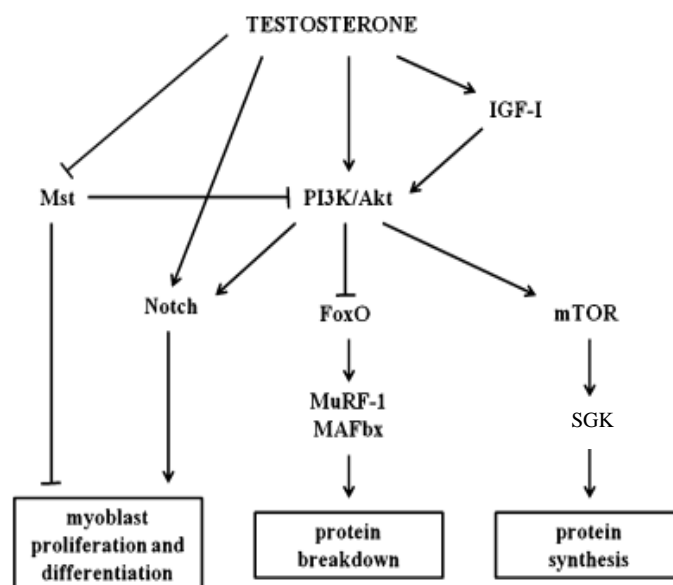 TESTOSTERONE
IGF-I
Mst
PI3K/Akt
Notch
FoxO
mTOR
MuRF-1
MAFbx
SGK
myoblast
proliferation and
differentiation
protein
breakdown
protein
synthesis